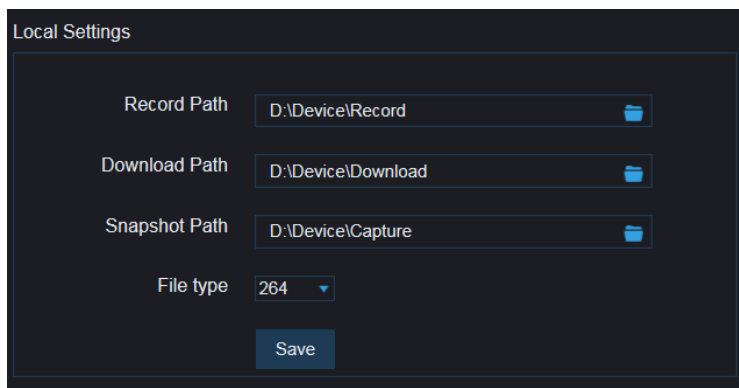 Local Settings
Record Path D:\Device\Record
Download Path D:\Device\Download
Snapshot Path D:\Device\Capture
File type 264
Save